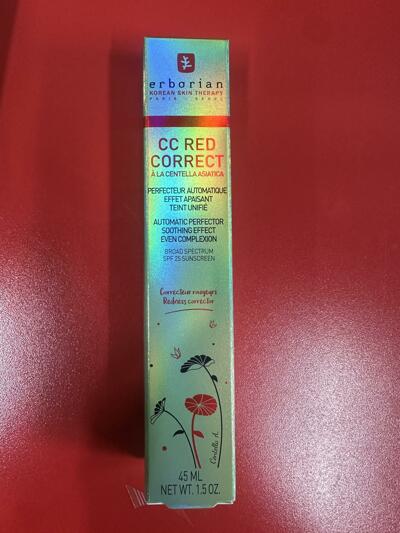 erborian
KOREAN SKIN THERAPY
PARIS - SEOUL
CC RED
CORRECT
À LA CENTELLA ASIATICA
PERFECTEUR AUTOMATIQUE
EFFET APAISANT
TEINT UNIFIÉ
AUTOMATIC PERFECTOR
SOOTHING EFFECT
EVEN COMPLEXION
BROAD SPECTRUM
SPF 25 SUNSCREEN
Correcteur rougeurs
Redness corrector
Centella A.
45 ML
NET WT. 1.5 OZ.